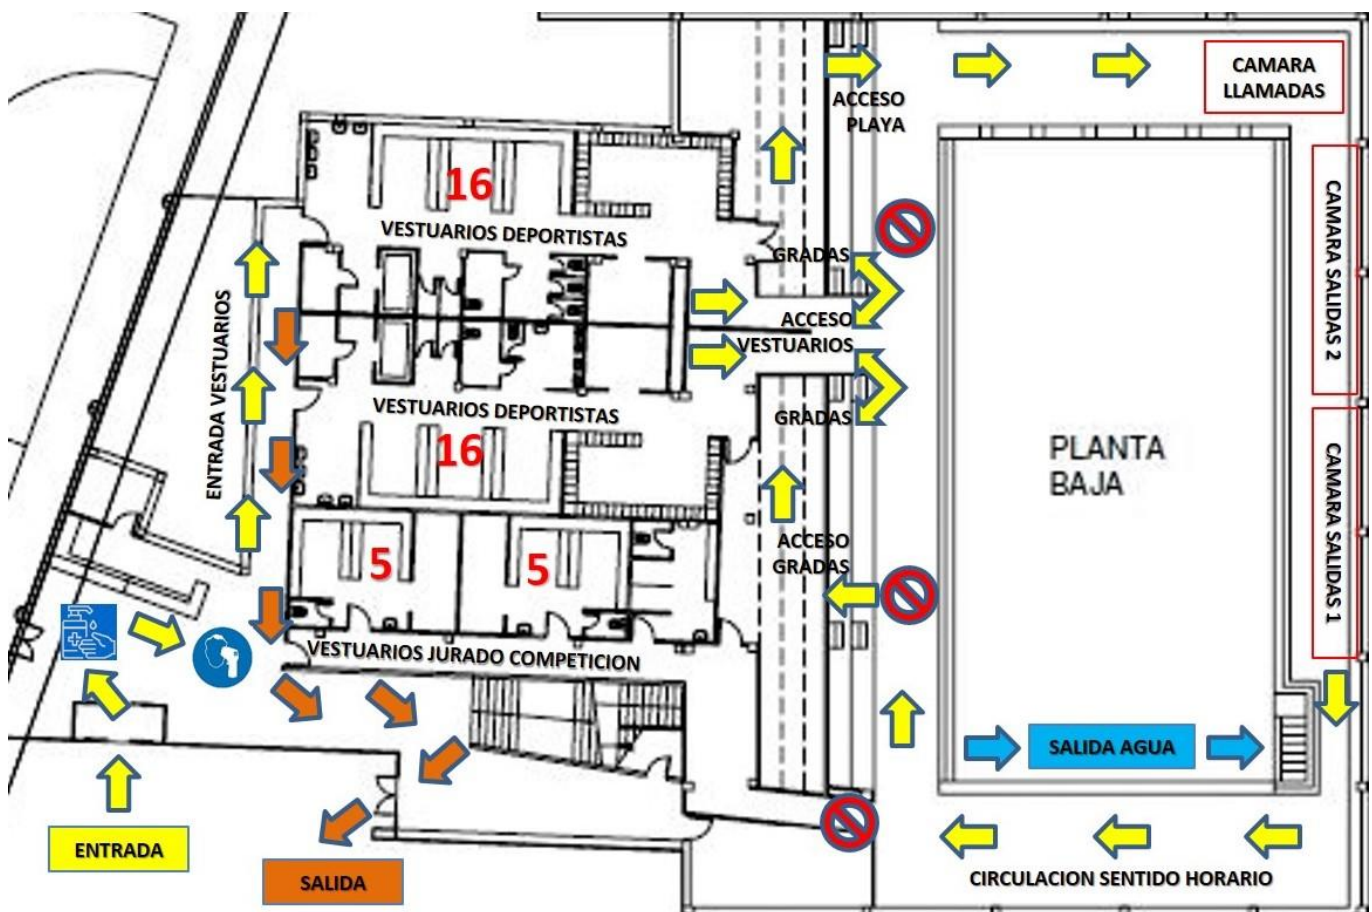 CAMARA
LLAMADAS
ACCESO
PLAYA
16
VESTUARIOS DEPORTISTAS
GRADAS
CAMARA SALIDAS 2
ENTRADA VESTUARIOS
ACCESO
VESTUARIOS
VESTUARIOS DEPORTISTAS
GRADAS
16
PLANTA
BAJA
CAMARA SALIDAS 1
ACCESO
GRADAS
5
5
VESTUARIOS JURADO COMPETICION
SALIDA AGUA
ENTRADA
SALIDA
CIRCULACION SENTIDO HORARIO